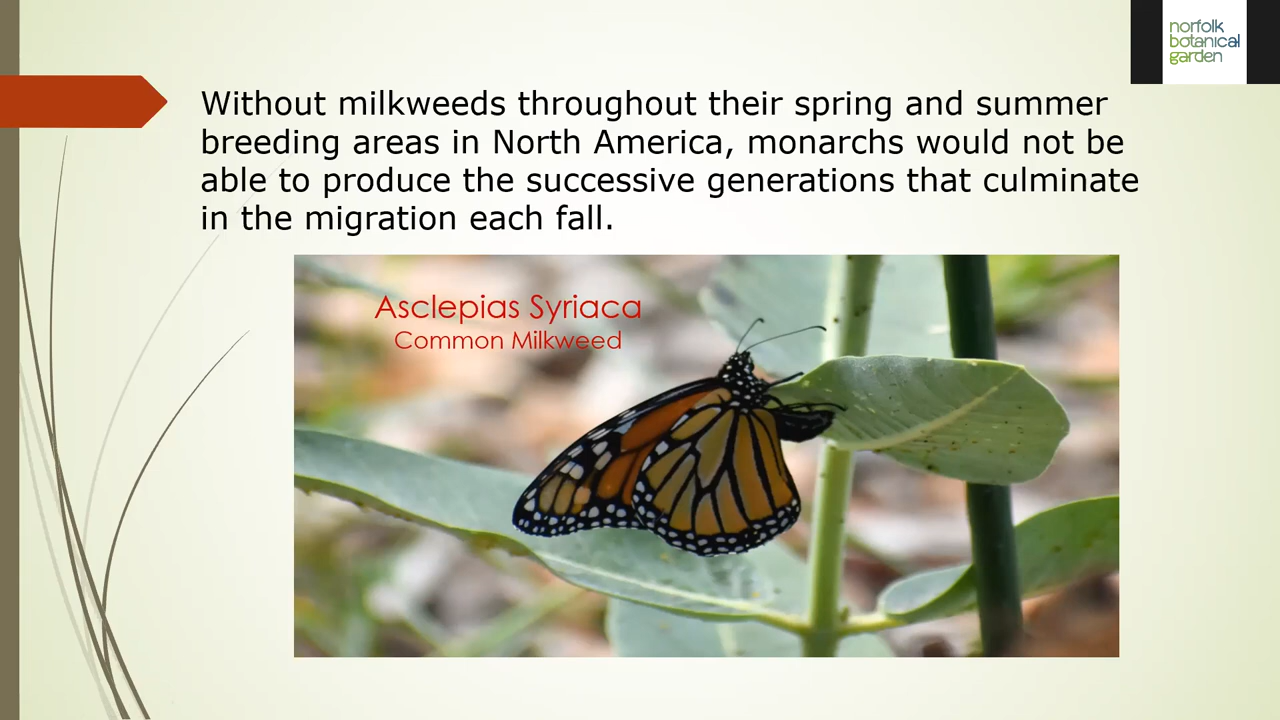 norfolk
botanical
garden
Without milkweeds throughout their spring and summer
breeding areas in North America, monarchs would not be
able to produce the successive generations that culminate
in the migration each fall.
Asclepias Syriaca
Common Milkweed